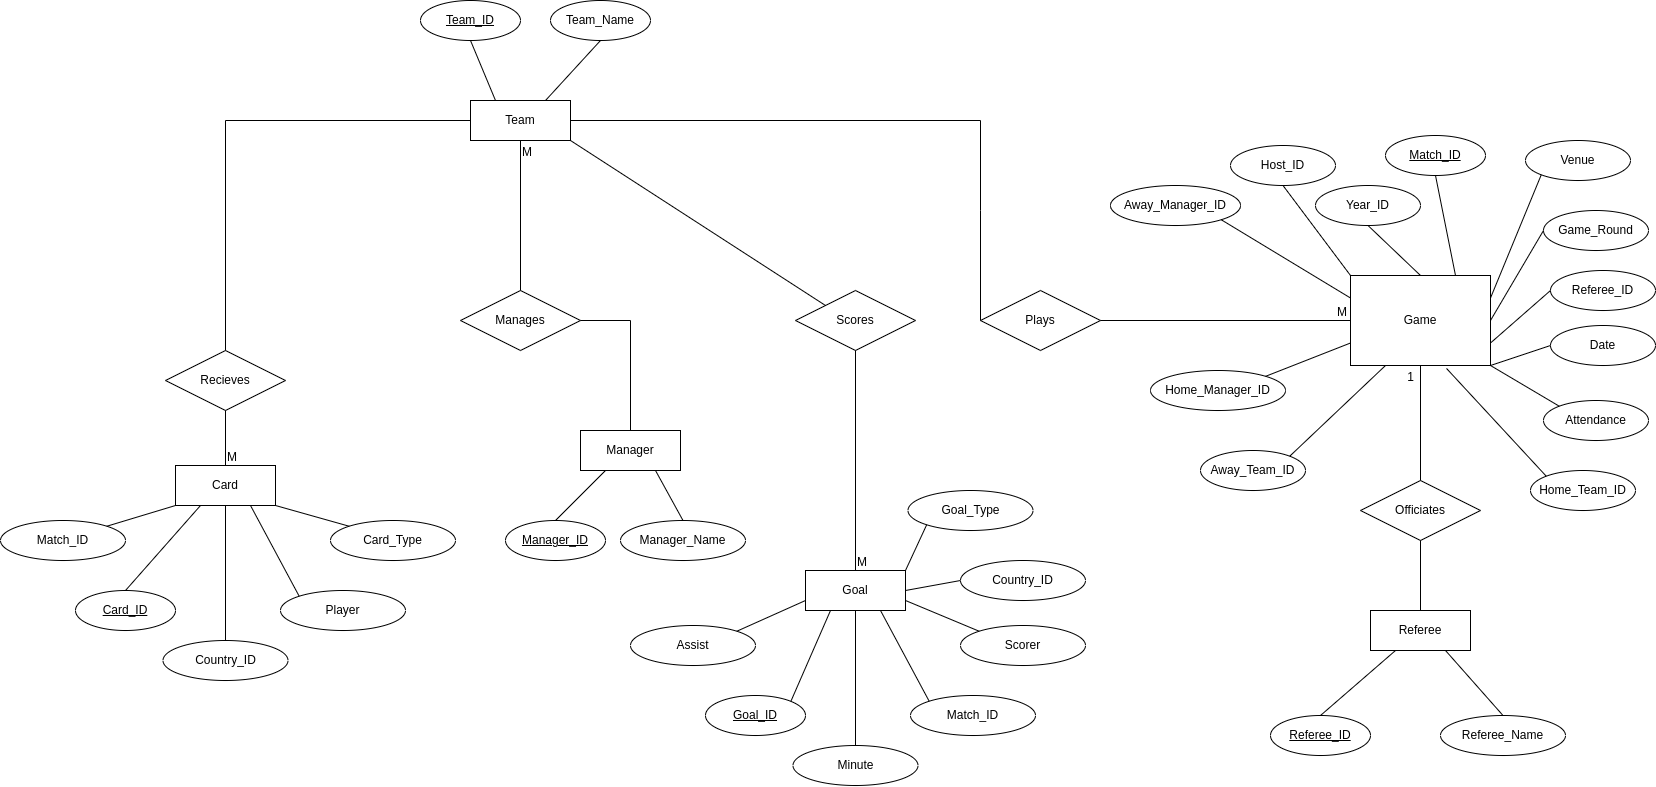 Team_ID
Team_Name
Team
M
Match_ID
Host_ID
Venue
Away_Manager_ID
Year_ID
Game_Round
Referee_ID
Manages
Scores
Plays
M
Game
Date
Recieves
1
Home_Manager_ID
Attendance
Manager
M
Away_Team_ID
Card
Home_Team_ID
Goal_Type
Officiates
Match_ID
Card_Type
Manager_ID
Manager_Name
M
Goal
Country_ID
Card_ID
Player
Referee
Assist
Scorer
Country_ID
Goal_ID
Match_ID
Referee_ID
Referee_Name
Minute